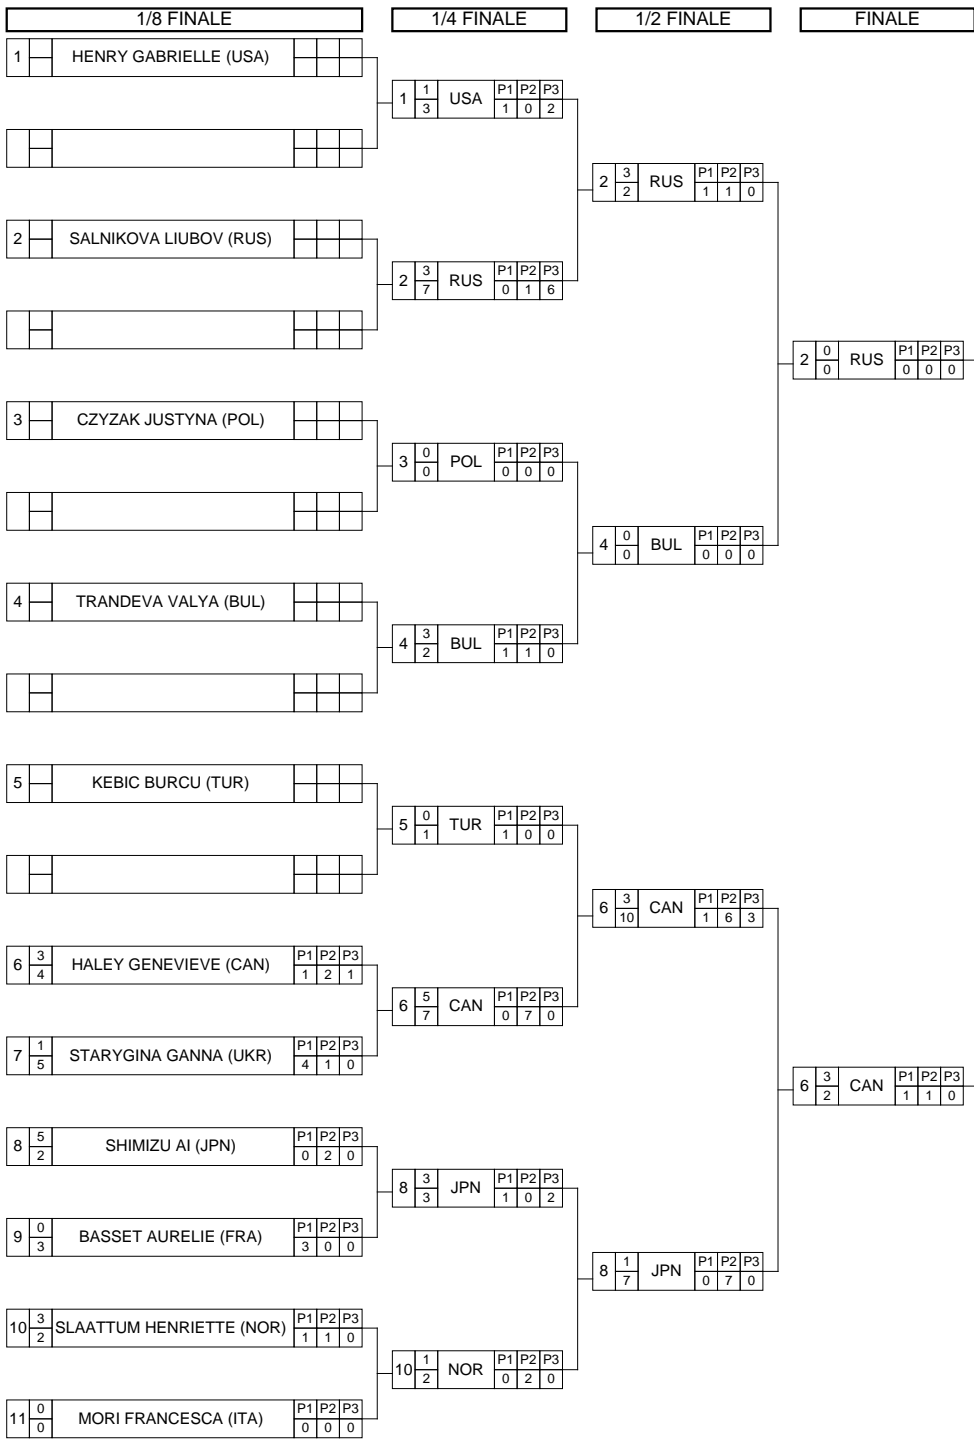 1/8 FINALE 1/4 FINALE 1/2 FINALE FINALE
1 HENRY GABRIELLE (USA)
1 1 3 USA P1 P2 P3 1 0 2
2 3 2 RUS P1 P2 P3 1 1 0
2 SALNIKOVA LIUBOV (RUS)
2 3 7 RUS P1 P2 P3 0 1 6
2 0 0 RUS P1 P2 P3 0 0 0
3 CZYZAK JUSTYNA (POL)
3 0 0 POL P1 P2 P3 0 0 0
4 0 0 BUL P1 P2 P3 0 0 0
4 TRANDEVA VALYA (BUL)
4 3 2 BUL P1 P2 P3 1 1 0
5 KEBIC BURCU (TUR)
5 0 1 TUR P1 P2 P3 1 0 0
6 3 10 CAN P1 P2 P3 1 6 3
6 3 4 HALEY GENEVIEVE (CAN) P1 P2 P3 1 2 1
6 5 7 CAN P1 P2 P3 0 7 0
7 1 5 STARYGINA GANNA (UKR) P1 P2 P3 4 1 0
6 3 2 CAN P1 P2 P3 1 1 0
8 5 2 SHIMIZU AI (JPN) P1 P2 P3 0 2 0
8 3 3 JPN P1 P2 P3 1 0 2
9 0 3 BASSET AURELIE (FRA) P1 P2 P3 3 0 0
8 1 7 JPN P1 P2 P3 0 7 0
10 3 2 SLAATTUM HENRIETTE (NOR) P1 P2 P3 1 1 0
10 1 2 NOR P1 P2 P3 0 2 0
11 0 0 MORI FRANCESCA (ITA) P1 P2 P3 0 0 0